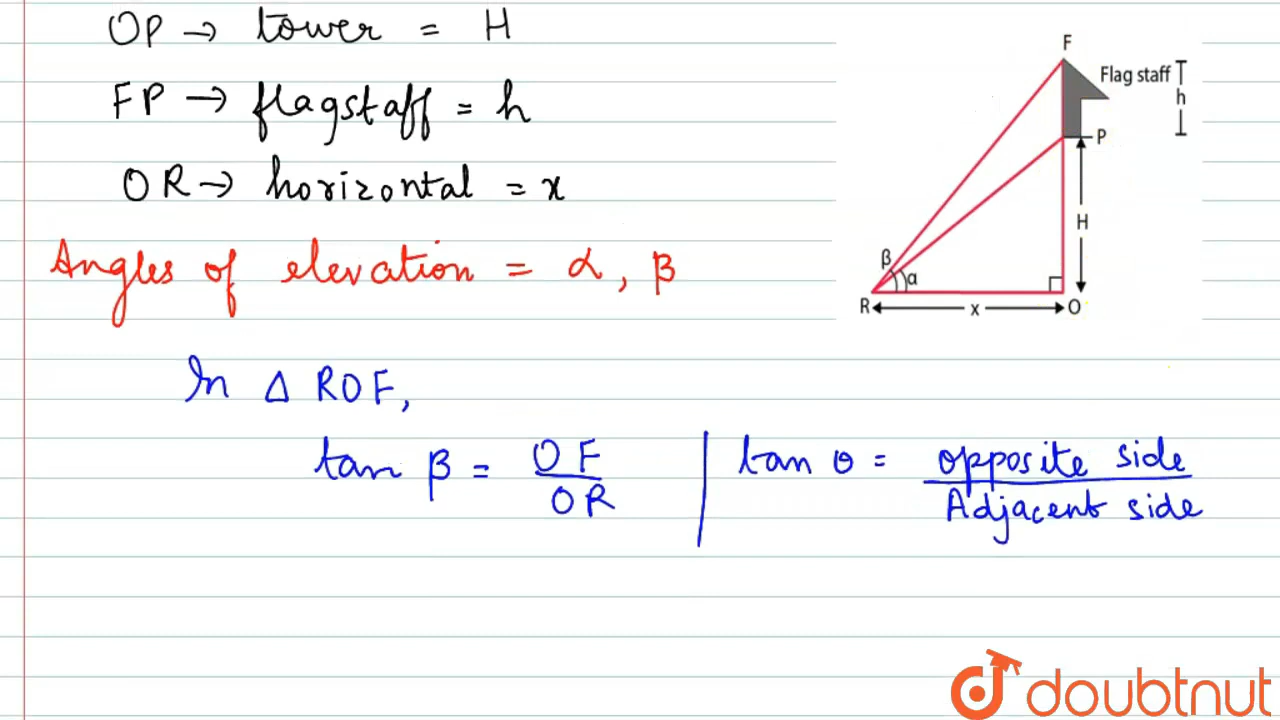 OP → tower = H
FP → flagstaff = h
OR → horizontal = x
Angles of elevation = α, β
In Δ ROF,
tan β = OF / OR | tan θ = opposite side / Adjacent side
F
Flag staff
h
P
H
β
α
R
x
O
doubtnut